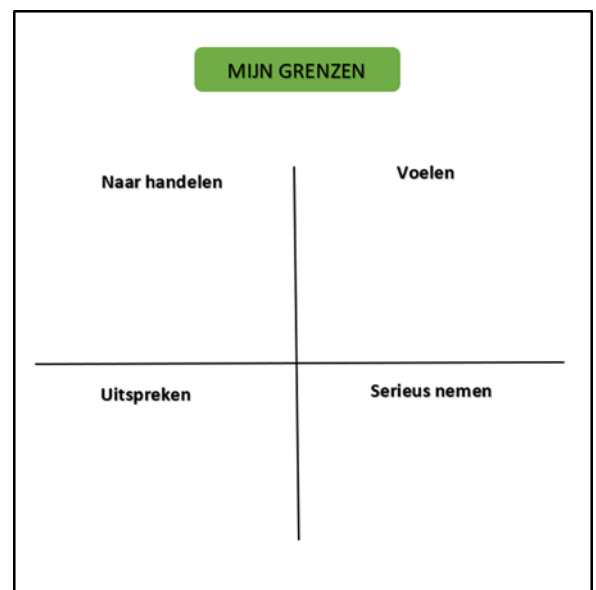 MIJN GRENZEN
Naar handelen
Voelen
Uitspreken
Serieus nemen